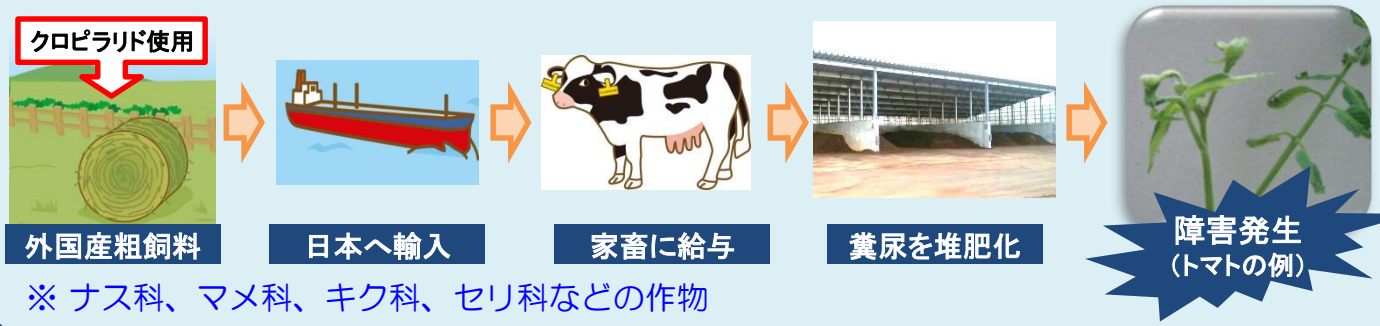 クロピラリド使用
外国産粗飼料
日本へ輸入
家畜に給与
糞尿を堆肥化
障害発生
(トマトの例)
※ ナス科、マメ科、キク科、セリ科などの作物